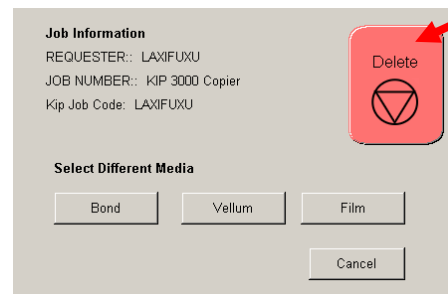 Job Information
REQUESTER:: LAXIFUXU
JOB NUMBER:: KIP 3000 Copier
Kip Job Code: LAXIFUXU
Delete
Select Different Media
Bond Vellum Film
Cancel